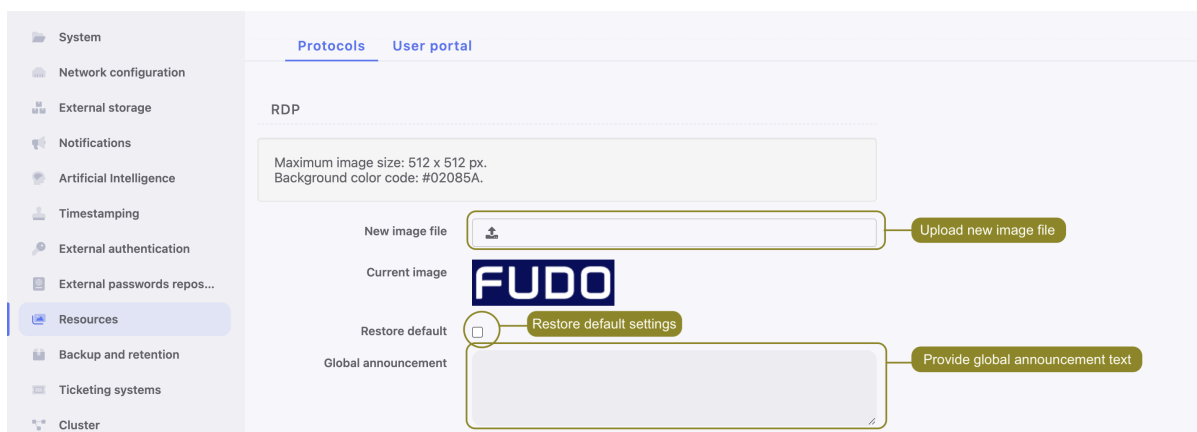 System
Network configuration
External storage
Notifications
Artificial Intelligence
Timestamping
External authentication
External passwords repos...
Resources
Backup and retention
Ticketing systems
Cluster
Protocols User portal
RDP
Maximum image size: 512 x 512 px.
Background color code: #02085A.
New image file
Upload new image file
Current image
FUDO
Restore default
Restore default settings
Global announcement
Provide global announcement text